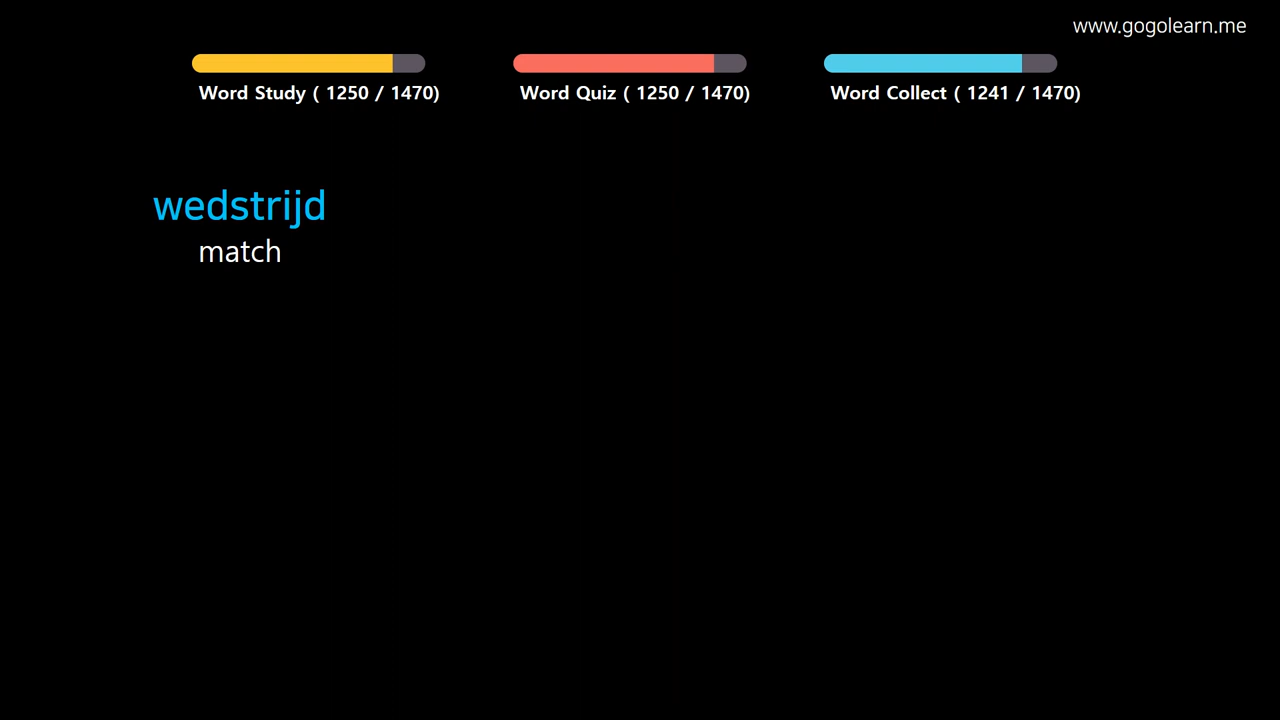 www.gogolearn.me
Word Study ( 1250 / 1470)
Word Quiz ( 1250 / 1470)
Word Collect ( 1241 / 1470)
wedstrijd
match